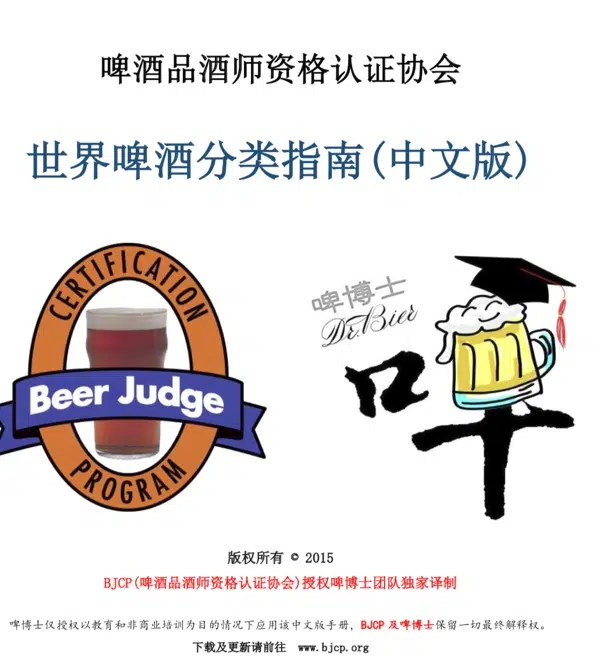 啤酒品酒师资格认证协会
世界啤酒分类指南(中文版)
CERTIFICATION
Beer Judge
PROGRAM
啤博士
Dr.Bier
啤
版权所有 © 2015
BJCP(啤酒品酒师资格认证协会)授权啤博士团队独家译制
啤博士仅授权以教育和非商业培训为目的情况下应用该中文版手册，BJCP 及啤博士保留一切最终解释权。
下载及更新请前往 www.bjcp.org